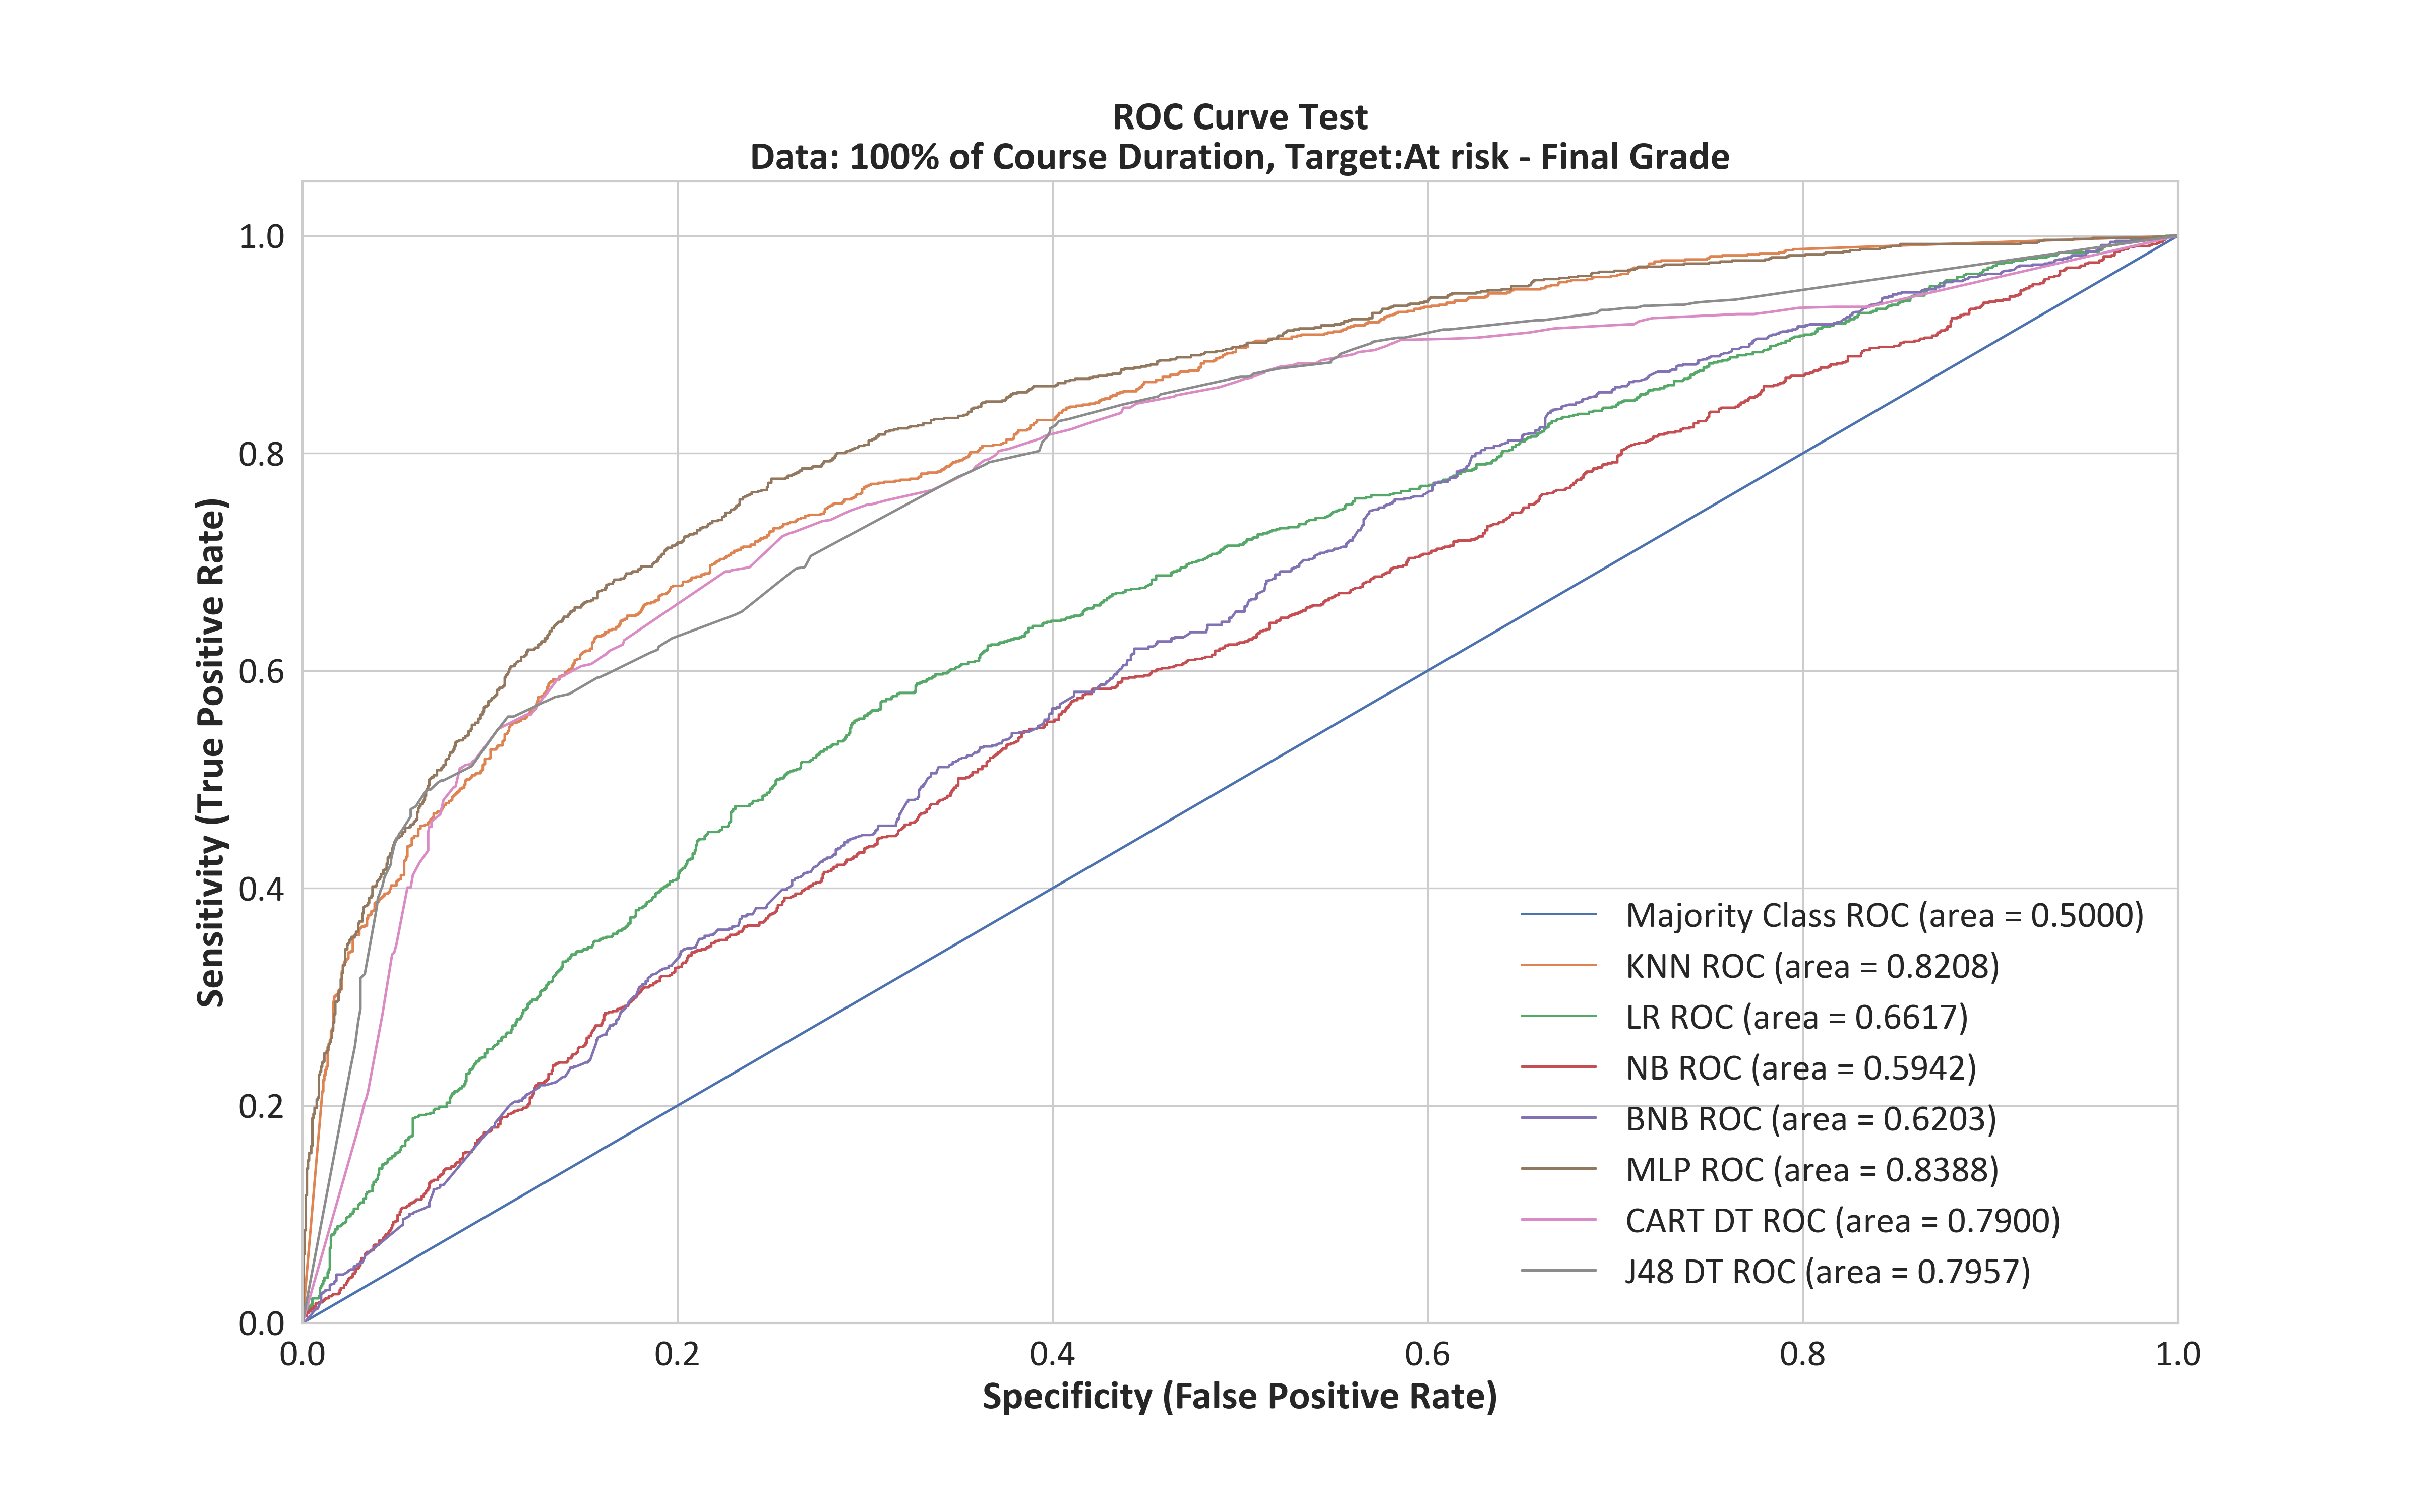 ROC Curve Test
Data: 100% of Course Duration, Target:At risk - Final Grade
Sensitivity (True Positive Rate)
1.0
0.8
0.6
0.4
0.2
0.0
Majority Class ROC (area = 0.5000)
KNN ROC (area = 0.8208)
LR ROC (area = 0.6617)
NB ROC (area = 0.5942)
BNB ROC (area = 0.6203)
MLP ROC (area = 0.8388)
CART DT ROC (area = 0.7900)
J48 DT ROC (area = 0.7957)
0.0 0.2 0.4 0.6 0.8 1.0
Specificity (False Positive Rate)